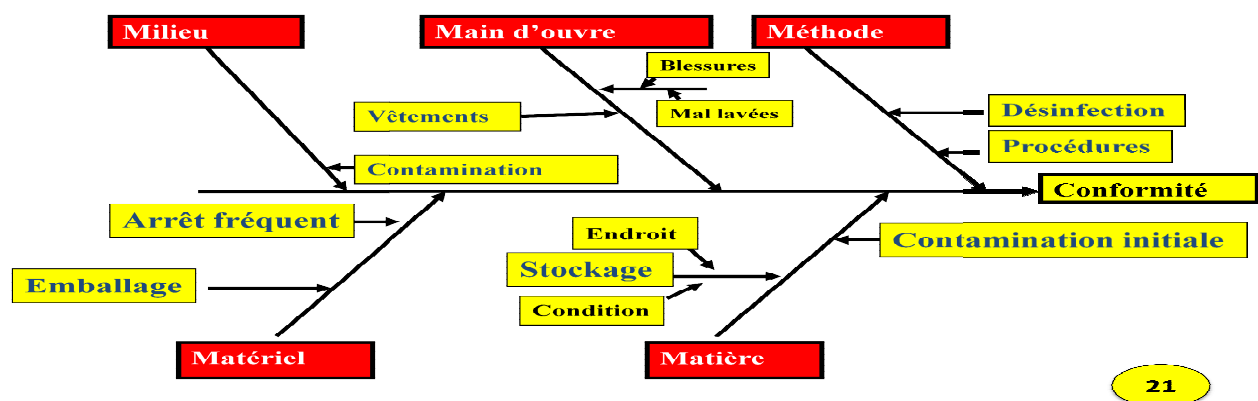 Milieu
Main d’ouvre
Méthode
Blessures
Vêtements
Mal lavées
Désinfection
Procédures
Contamination
Conformité
Arrêt fréquent
Endroit
Contamination initiale
Stockage
Emballage
Condition
Matériel
Matière
21